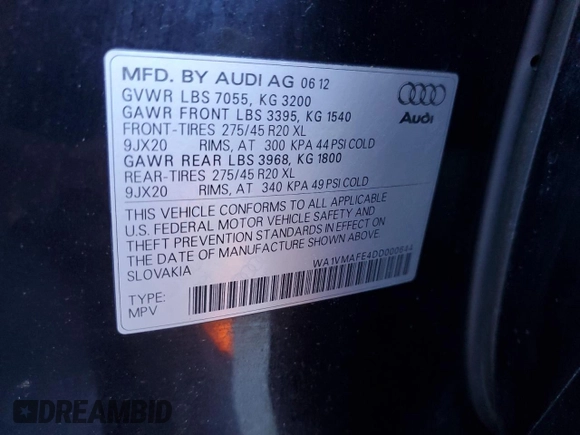 MFD. BY AUDI AG 06 12
GVWR LBS 7055, KG 3200
GAWR FRONT LBS 3395, KG 1540
FRONT-TIRES 275/45 R20 XL
9JX20 RIMS, AT 300 KPA 44 PSI COLD
GAWR REAR LBS 3968, KG 1800
REAR-TIRES 275/45 R20 XL
9JX20 RIMS, AT 340 KPA 49 PSI COLD
Audi
THIS VEHICLE CONFORMS TO ALL APPLICABLE
U.S. FEDERAL MOTOR VEHICLE SAFETY AND
THEFT PREVENTION STANDARDS IN EFFECT ON
THE DATE OF MANUFACTURE SHOWN ABOVE
SLOVAKIA
WA1VMAFE4DD000844
TYPE:
MPV
DREAMBID